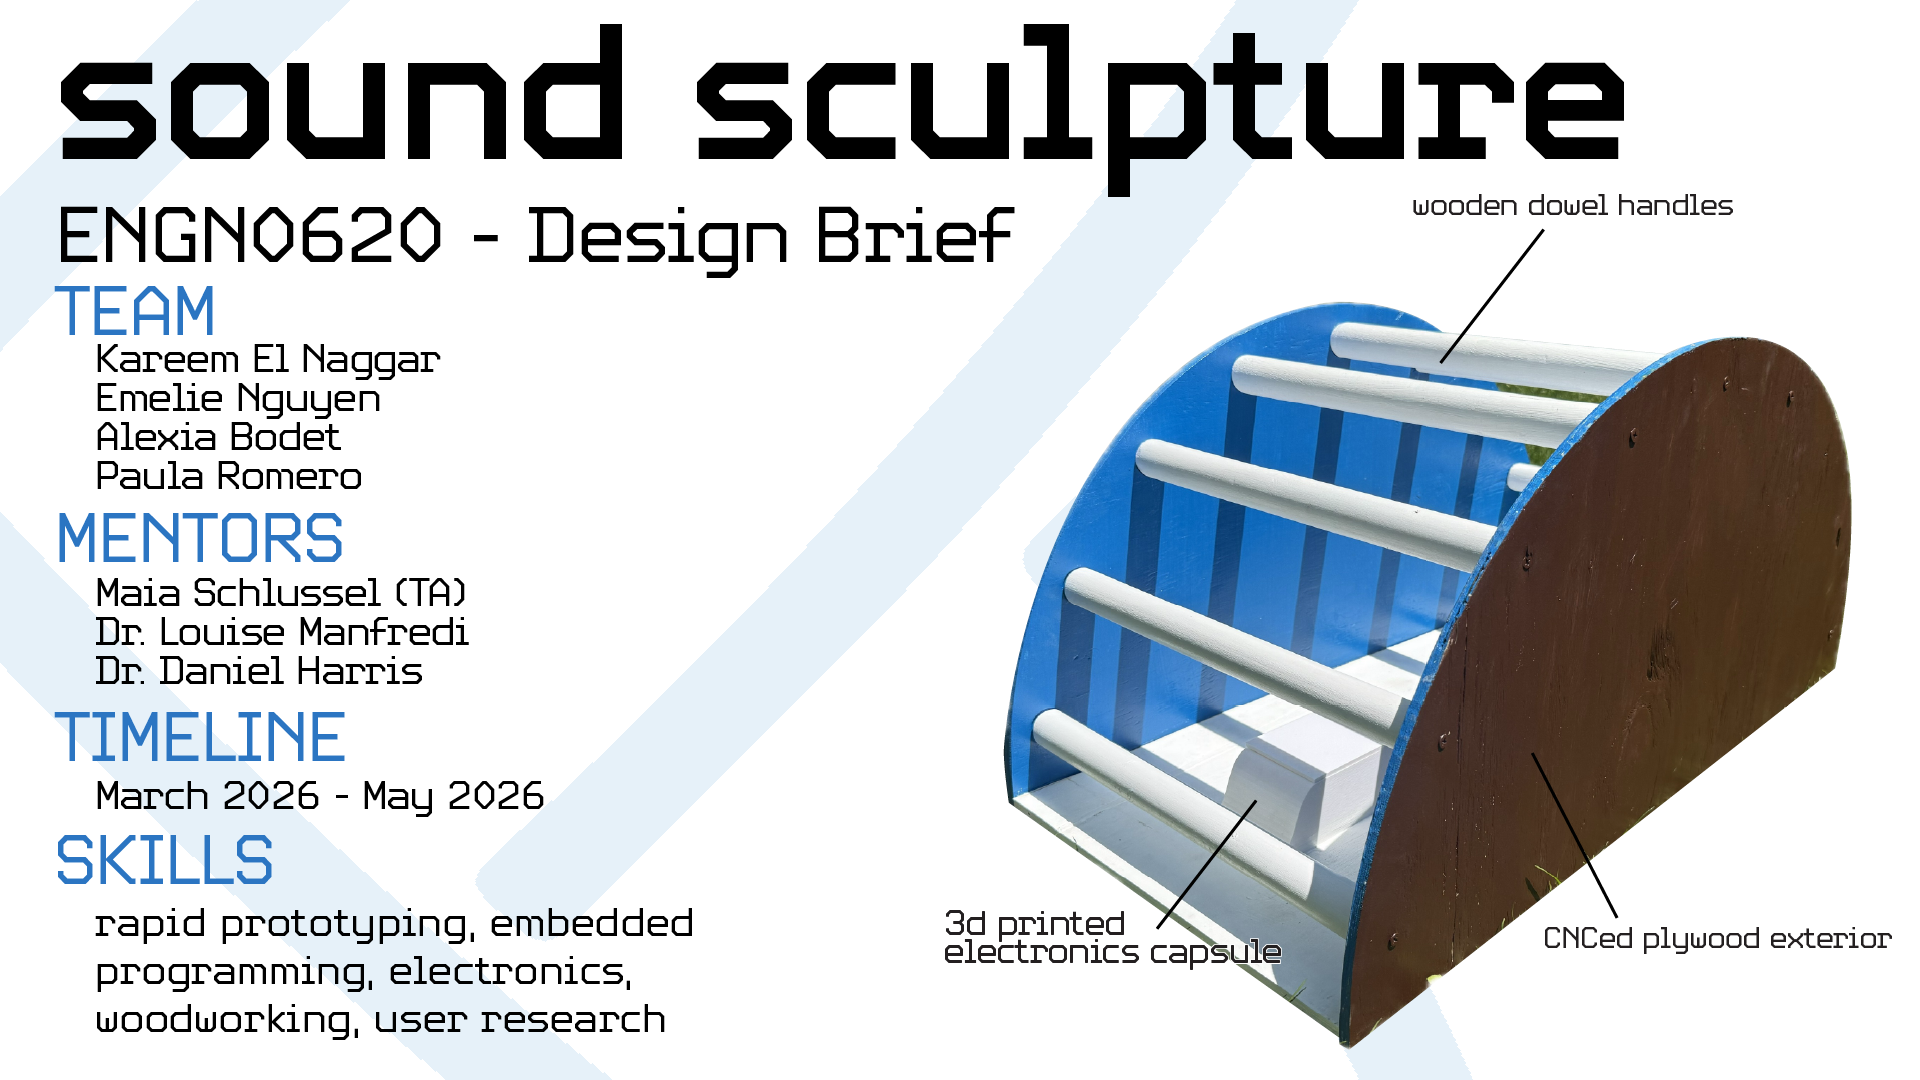 sound sculpture
ENGN0620 - Design Brief
TEAM
Kareem El Naggar
Emelie Nguyen
Alexia Bodet
Paula Romero
MENTORS
Maia Schlussel (TA)
Dr. Louise Manfredi
Dr. Daniel Harris
TIMELINE
March 2026 - May 2026
SKILLS
rapid prototyping, embedded
programming, electronics,
woodworking, user research
wooden dowel handles
3d printed
electronics capsule
CNCed plywood exterior